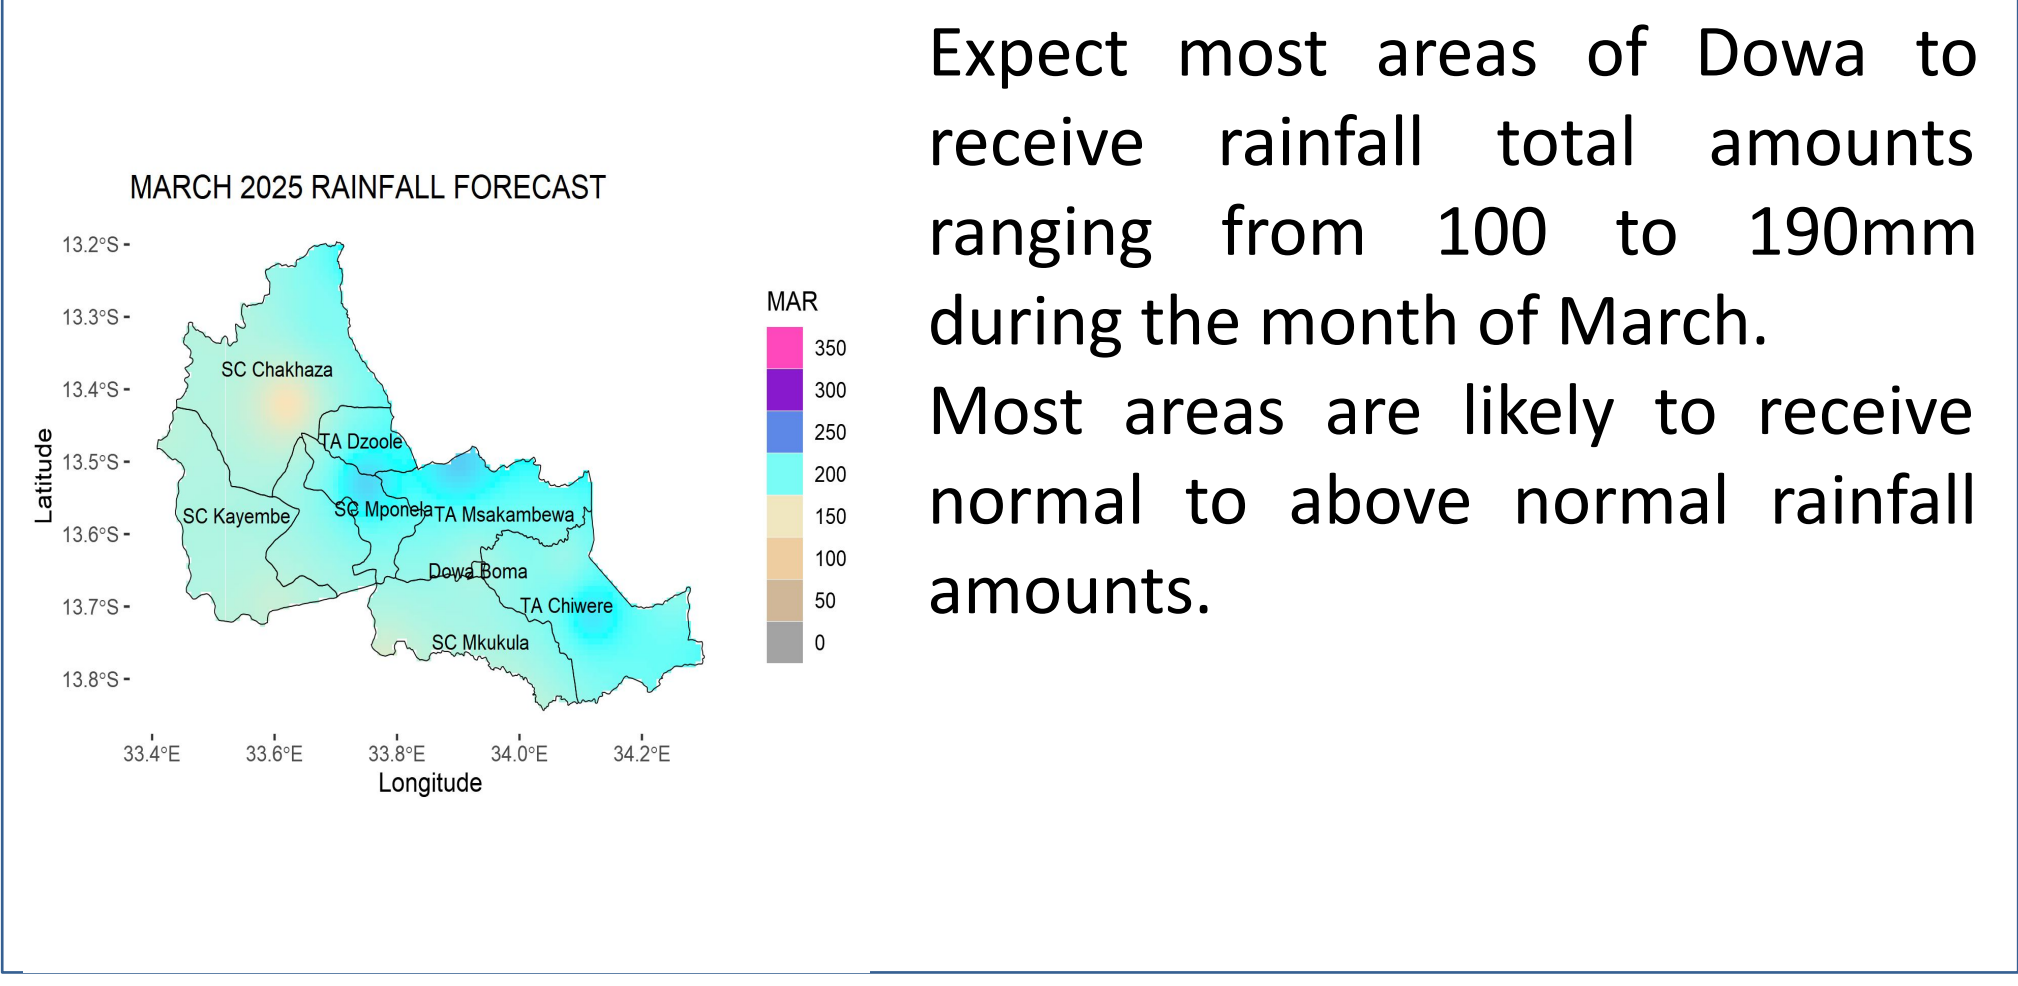 Expect most areas of Dowa to
receive rainfall total amounts
ranging from 100 to 190mm
during the month of March.
Most areas are likely to receive
normal to above normal rainfall
amounts.
MARCH 2025 RAINFALL FORECAST
13.2°S
13.3°S
13.4°S
13.5°S
13.6°S
13.7°S
13.8°S
Latitude
SC Chakhaza
TA Dzoole
SC Kayembe
SC Mponela
TA Msakambewa
Dowa Boma
TA Chiwere
SC Mkukula
33.4°E
33.6°E
33.8°E
34.0°E
34.2°E
Longitude
MAR
350
300
250
200
150
100
50
0